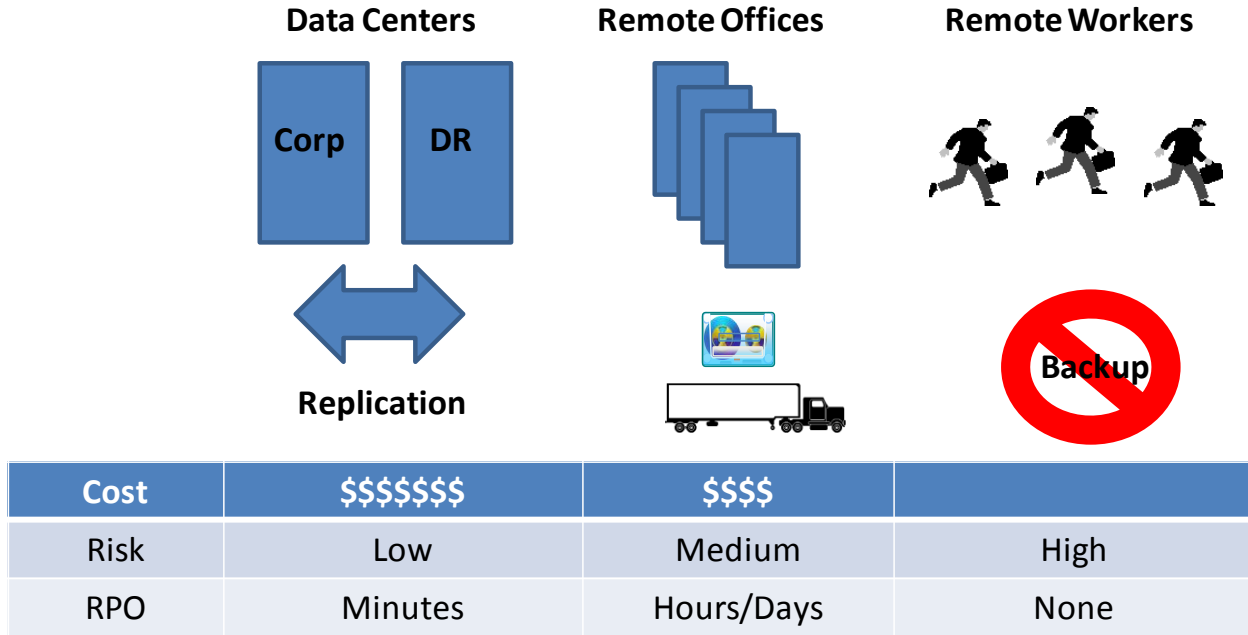 Data Centers Remote Offices Remote Workers
Corp DR
Backup
Replication
Cost $$$$$$$ $$$$
Risk Low Medium High
RPO Minutes Hours/Days None